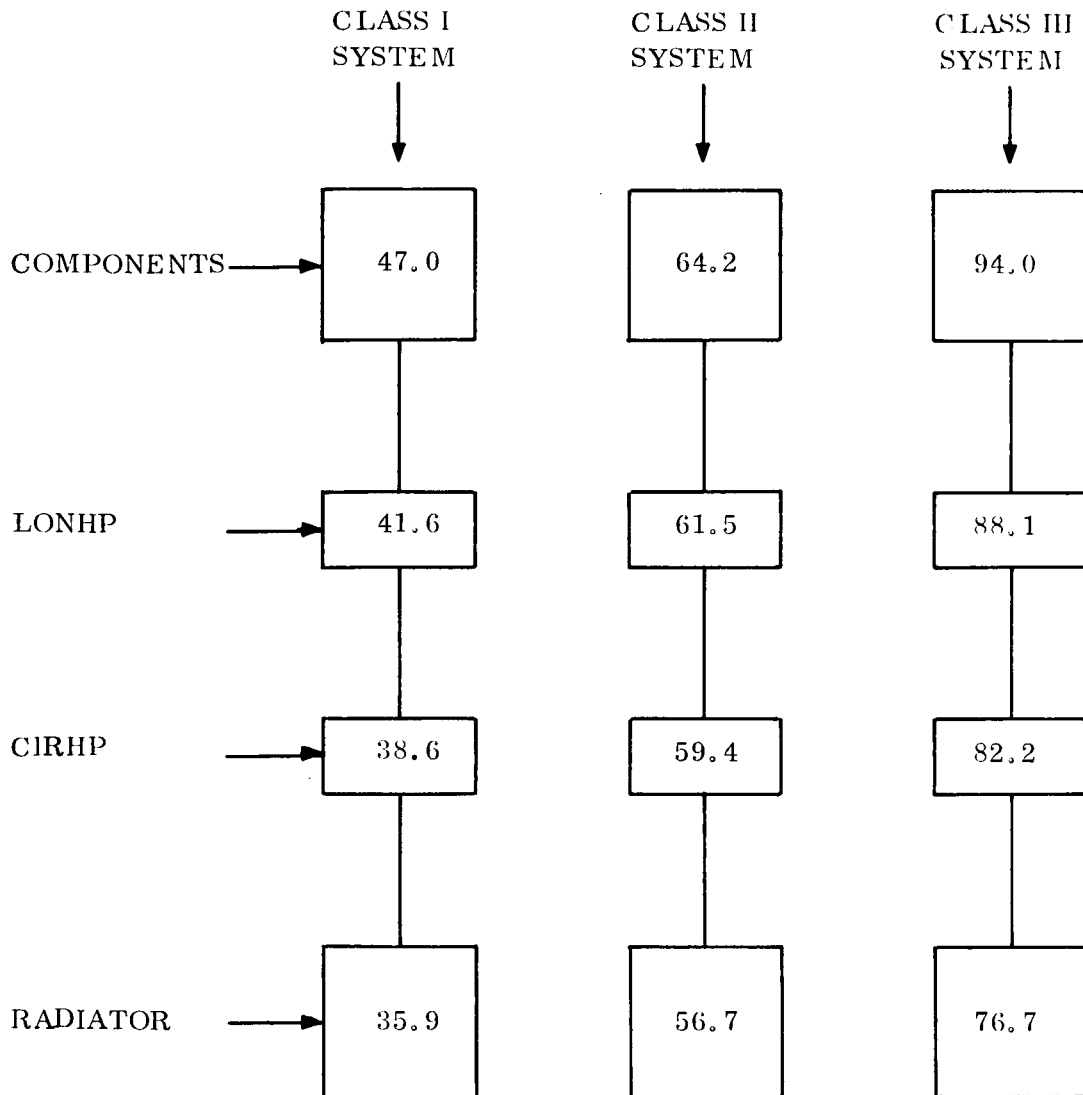 CLASS I
SYSTEM
CLASS II
SYSTEM
CLASS III
SYSTEM
COMPONENTS
47.0
64.2
94.0
LONHP
41.6
61.5
88.1
CIRHP
38.6
59.4
82.2
RADIATOR
35.9
56.7
76.7